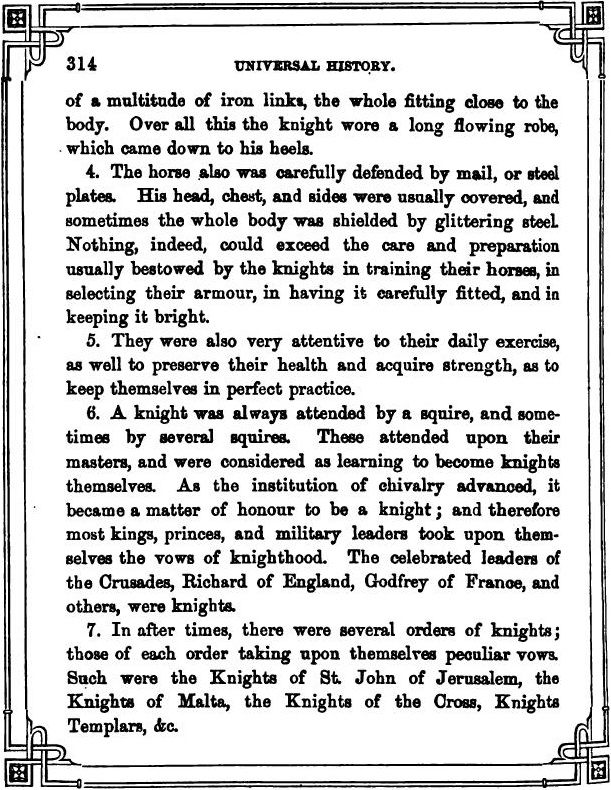 314 UNIVERSAL HISTORY.
of a multitude of iron links, the whole fitting close to the
body. Over all this the knight wore a long flowing robe,
which came down to his heels.
4. The horse also was carefully defended by mail, or steel
plates. His head, chest, and sides were usually covered, and
sometimes the whole body was shielded by glittering steel.
Nothing, indeed, could exceed the care and preparation
usually bestowed by the knights in training their horses, in
selecting their armour, in having it carefully fitted, and in
keeping it bright.
5. They were also very attentive to their daily exercise,
as well to preserve their health and acquire strength, as to
keep themselves in perfect practice.
6. A knight was always attended by a squire, and some-
times by several squires. These attended upon their
masters, and were considered as learning to become knights
themselves. As the institution of chivalry advanced, it
became a matter of honour to be a knight; and therefore
most kings, princes, and military leaders took upon them-
selves the vows of knighthood. The celebrated leaders of
the Crusades, Richard of England, Godfrey of France, and
others, were knights.
7. In after times, there were several orders of knights;
those of each order taking upon themselves peculiar vows.
Such were the Knights of St. John of Jerusalem, the
Knights of Malta, the Knights of the Cross, Knights
Templars, &c.